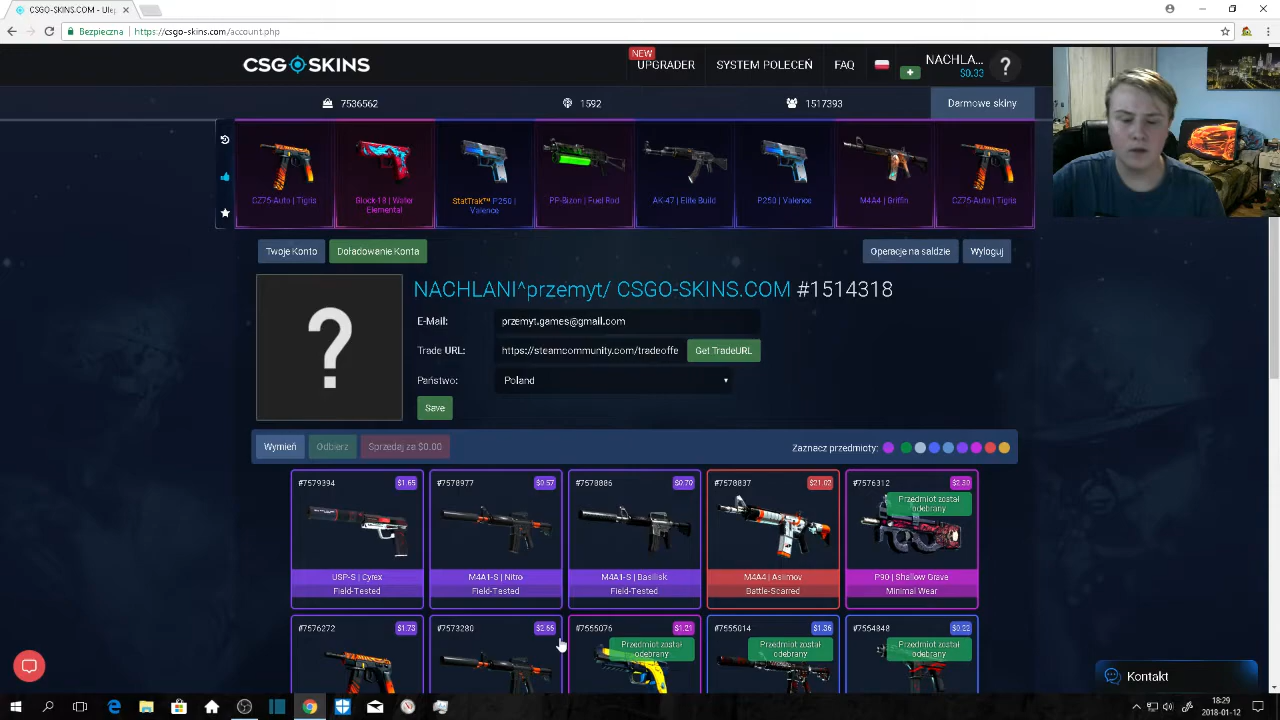 CSGO-SKINS.COM - Ulep
Bezpieczna
https://csgo-skins.com/account.php
CSGO SKINS
NEW
UPGRADER
SYSTEM POLECEŃ
FAQ
NACHLA...
$0.33
?
7536562
1592
1517393
Darmowe skiny
CZ75-Auto | Tigris
Glock-18 | Water Elemental
StatTrak™ P250 | Valence
PP-Bizon | Fuel Rod
AK-47 | Elite Build
P250 | Valence
M4A4 | Griffin
CZ75-Auto | Tigris
Twoje Konto
Doładowanie Konta
Operacje na saldzie
Wyloguj
?
NACHLANI^przemyt/ CSGO-SKINS.COM #1514318
E-Mail:
przemyt.games@gmail.com
Trade URL:
https://steamcommunity.com/tradeoffe
Get TradeURL
Państwo:
Poland
Save
Wymień
Odbierz
Sprzedaj za $0.00
Zaznacz przedmioty:
#7579394
$1.65
USP-S | Cyrex
Field-Tested
#7578977
$0.57
M4A1-S | Nitro
Field-Tested
#7578886
$0.70
M4A1-S | Basilisk
Field-Tested
#7578837
$21.02
M4A4 | Asiimov
Battle-Scarred
#7576312
$2.30
Przedmiot został
odebrany
P90 | Shallow Grave
Minimal Wear
#7576272
$1.73
#7573280
$2.55
#7555076
$1.21
Przedmiot został
odebrany
#7555014
$1.36
Przedmiot został
odebrany
#7554848
$0.22
Przedmiot został
odebrany
Kontakt
18:29
2018-01-12